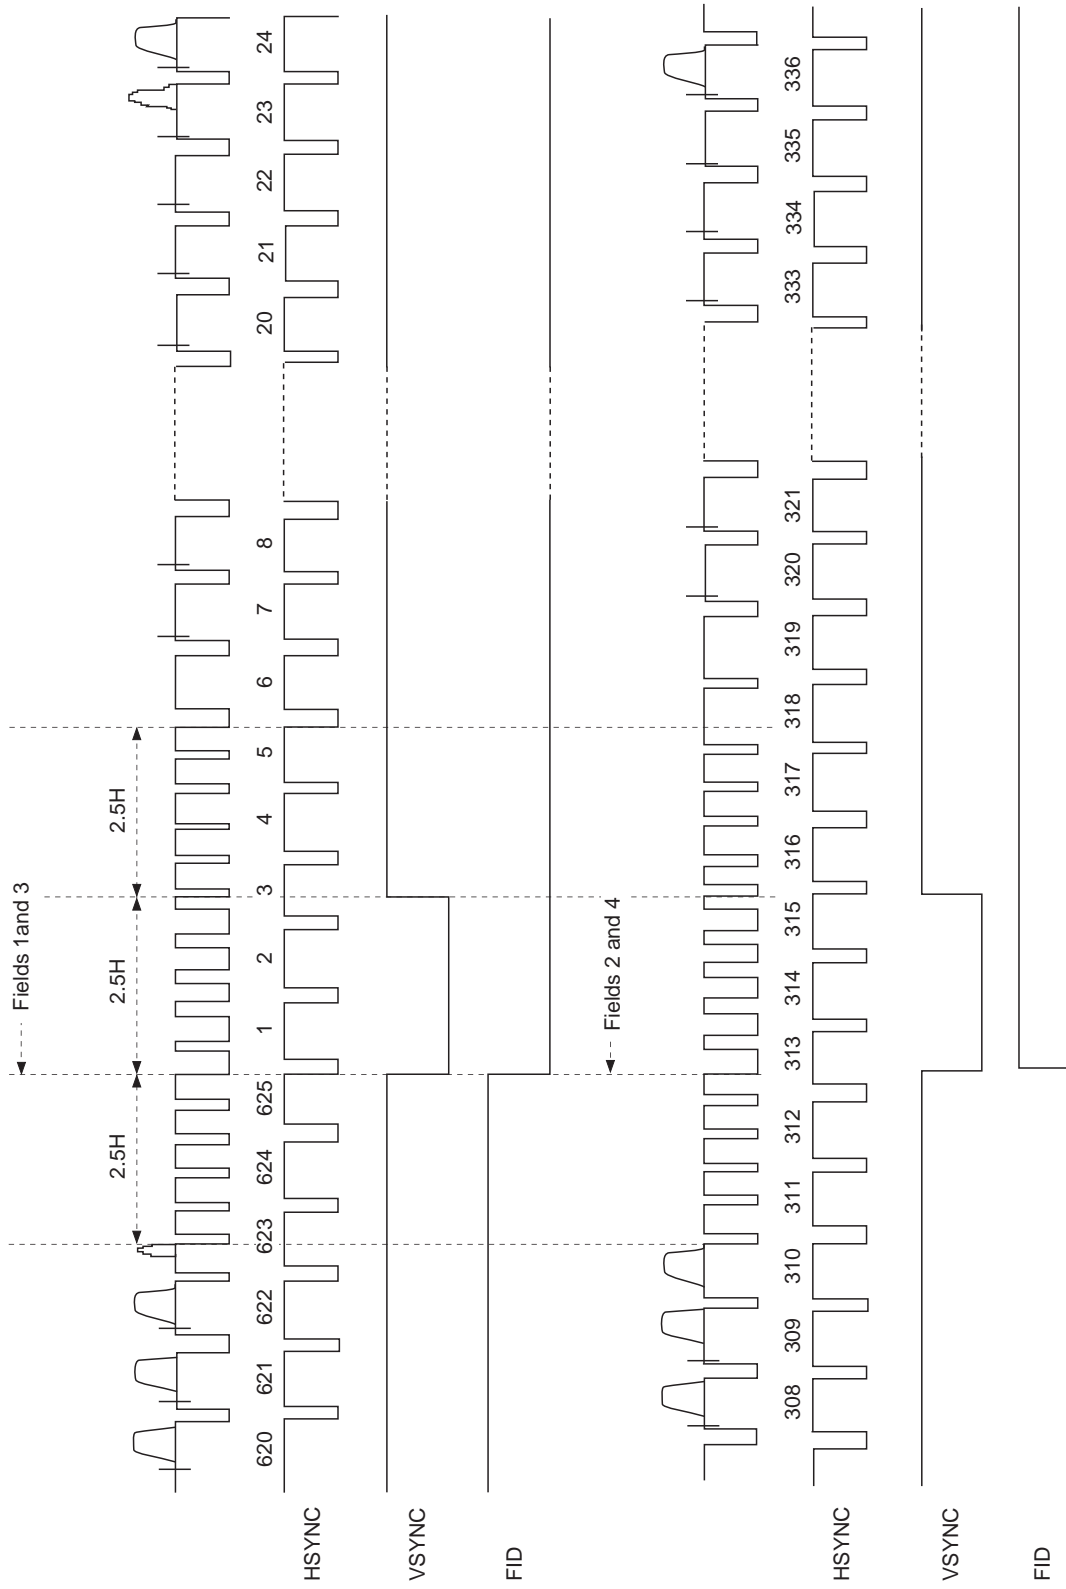 Fields 1and 3
2.5H 2.5H 2.5H
620 621 622 623 624 625 1 2 3 4 5 6 7 8 20 21 22 23 24
HSYNC
VSYNC
FID
Fields 2 and 4
308 309 310 311 312 313 314 315 316 317 318 319 320 321 333 334 335 336
HSYNC
VSYNC
FID